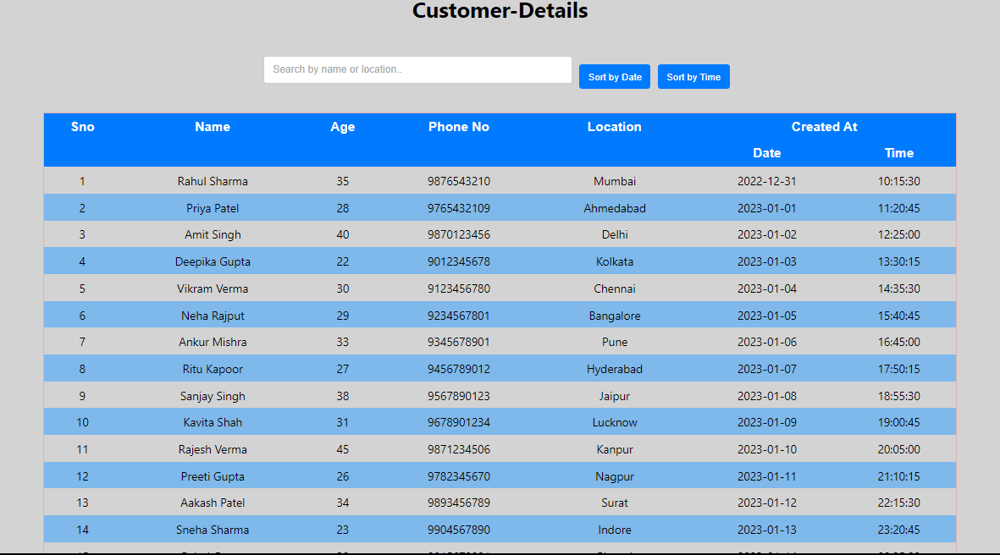 Customer-Details
Search by name or location.. Sort by Date Sort by Time
Sno Name Age Phone No Location Created At
Date Time
1 Rahul Sharma 35 9876543210 Mumbai 2022-12-31 10:15:30
2 Priya Patel 28 9765432109 Ahmedabad 2023-01-01 11:20:45
3 Amit Singh 40 9870123456 Delhi 2023-01-02 12:25:00
4 Deepika Gupta 22 9012345678 Kolkata 2023-01-03 13:30:15
5 Vikram Verma 30 9123456780 Chennai 2023-01-04 14:35:30
6 Neha Rajput 29 9234567801 Bangalore 2023-01-05 15:40:45
7 Ankur Mishra 33 9345678901 Pune 2023-01-06 16:45:00
8 Ritu Kapoor 27 9456789012 Hyderabad 2023-01-07 17:50:15
9 Sanjay Singh 38 9567890123 Jaipur 2023-01-08 18:55:30
10 Kavita Shah 31 9678901234 Lucknow 2023-01-09 19:00:45
11 Rajesh Verma 45 9871234506 Kanpur 2023-01-10 20:05:00
12 Preeti Gupta 26 9782345670 Nagpur 2023-01-11 21:10:15
13 Aakash Patel 34 9893456789 Surat 2023-01-12 22:15:30
14 Sneha Sharma 23 9904567890 Indore 2023-01-13 23:20:45